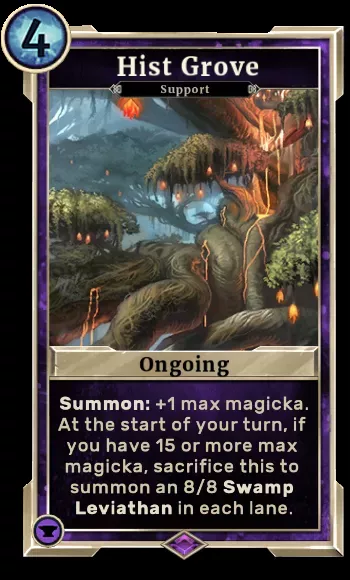 4
Hist Grove
Support
Ongoing
Summon: +1 max magicka.
At the start of your turn, if
you have 15 or more max
magicka, sacrifice this to
summon an 8/8 Swamp
Leviathan in each lane.